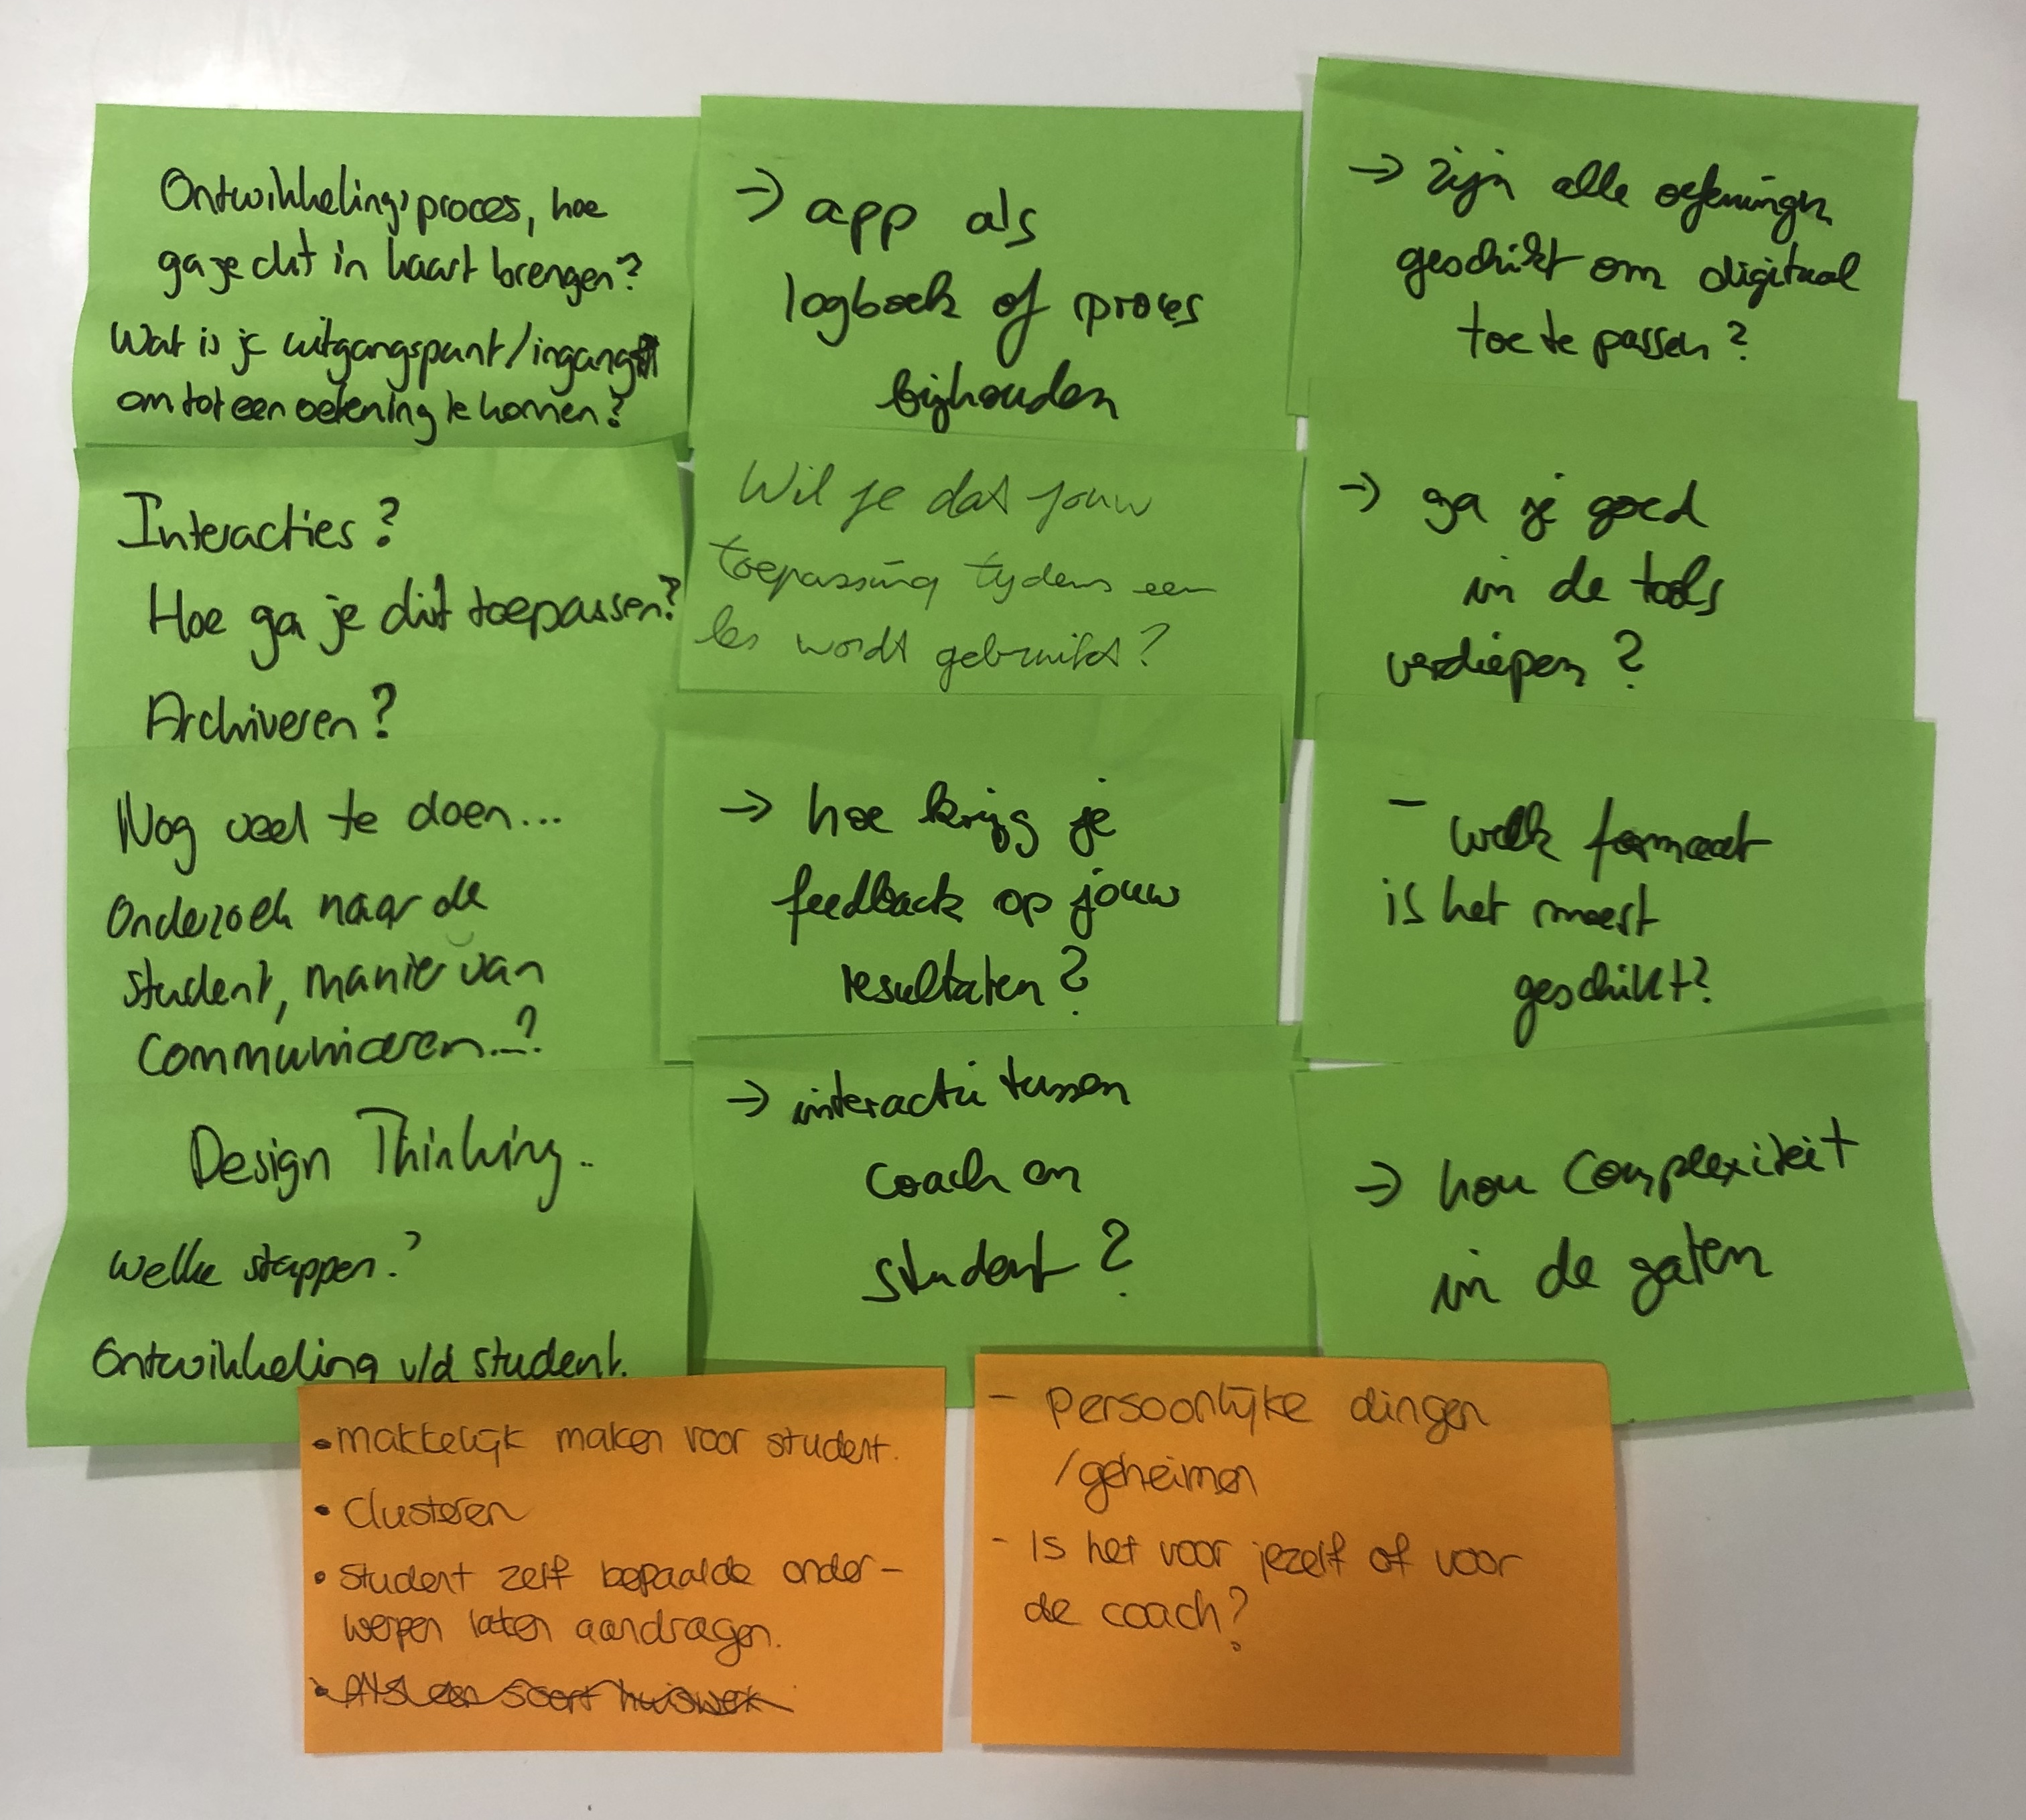 Ontwikkelingsproces, hoe
ga je dit in kaart brengen?
Wat is je uitgangspunt/ingang
om tot een oefening te komen?
Interacties?
Hoe ga je dit toepassen?
Archiveren?
Nog veel te doen...
Onderzoek naar de
student, manier van
communiceren...?
Design Thinking..
welke stappen?
Ontwikkeling v/d student.
→ app als
logboek of proces
bijhouden
Wil je dat jouw
toepassing tijdens een
les wordt gebruikt?
→ hoe krijg je
feedback op jouw
resultaten?
→ interactie tussen
coach en
student?
→ zijn alle oefeningen
geschikt om digitaal
toe te passen?
→ ga je goed
in de tools
verdiepen?
- welk formaat
is het meest
geschikt?
→ hou complexiteit
in de gaten
• makkelijk maken voor student.
• clusteren
• student zelf bepaalde onder-
werpen laten aandragen.
• Als een soort huiswerk
- persoonlijke dingen
/geheimen
- Is het voor jezelf of voor
de coach?